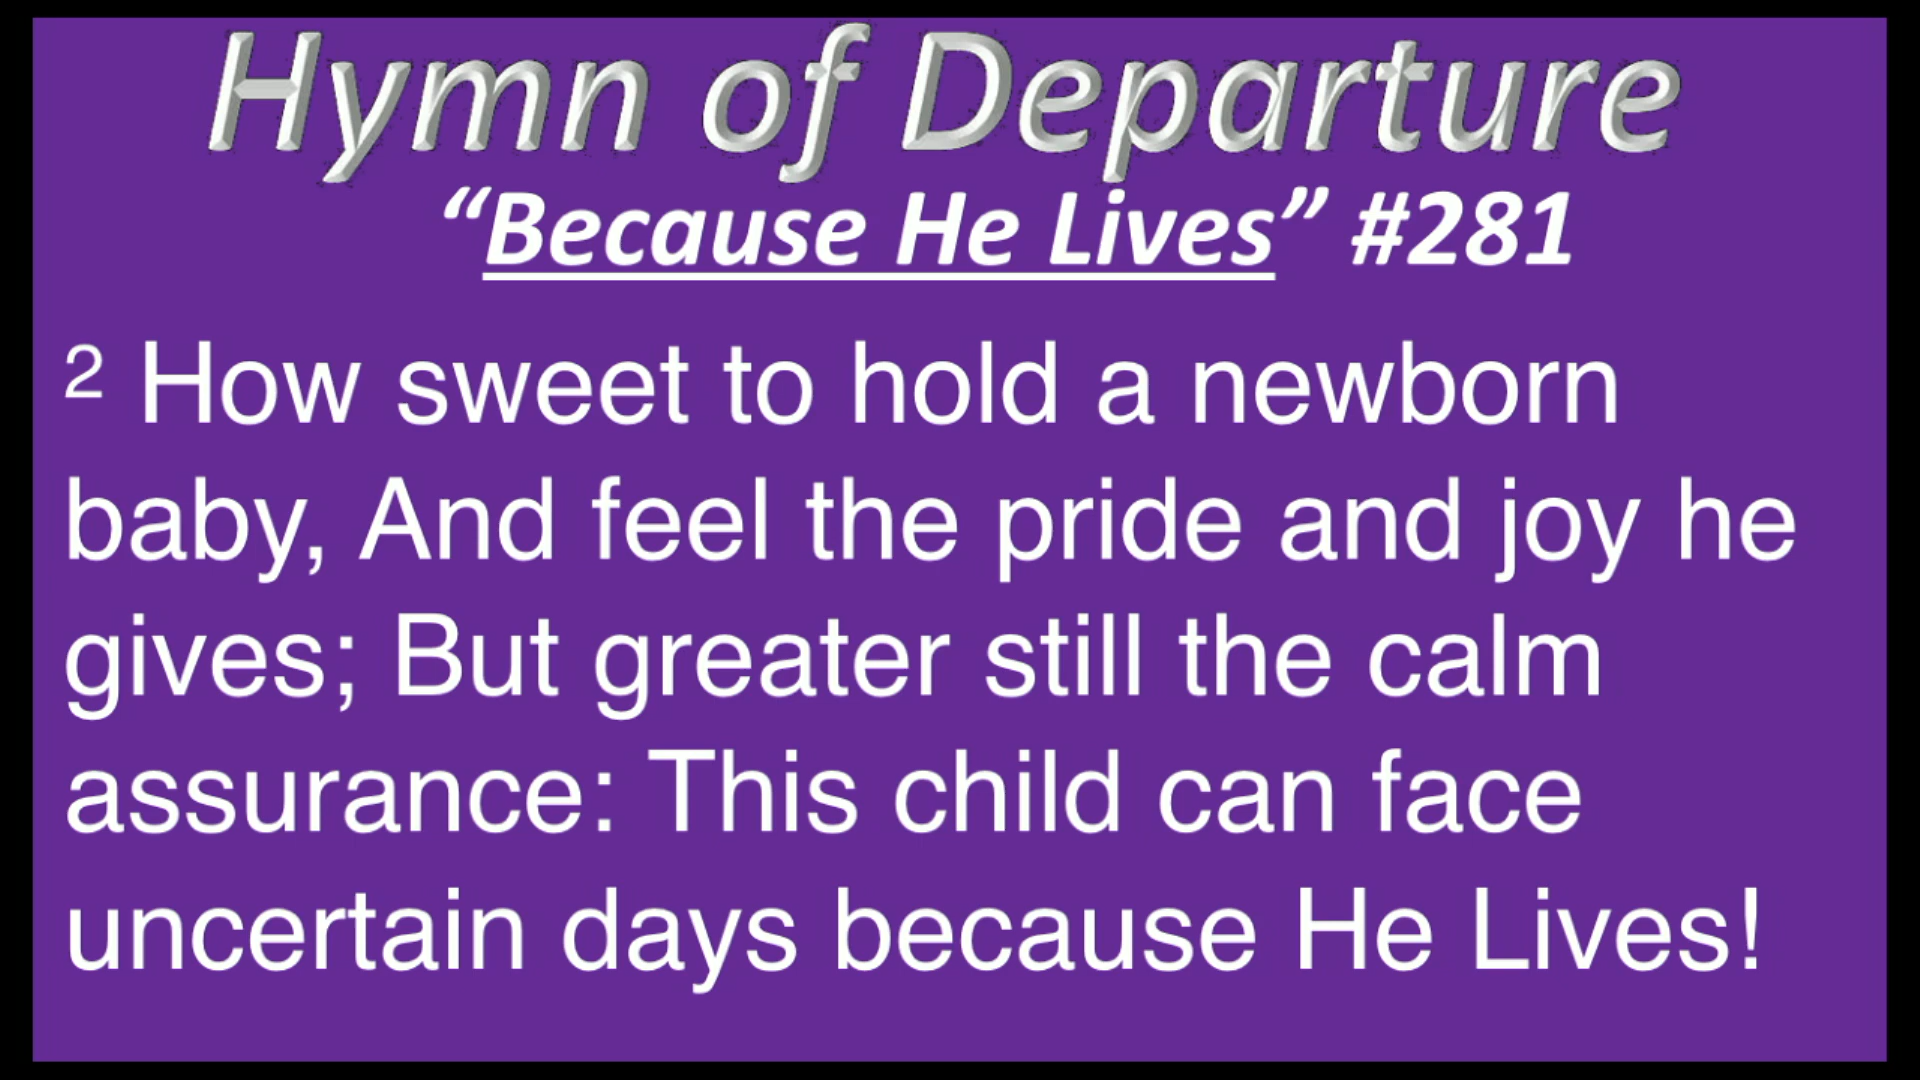 Hymn of Departure
“Because He Lives” #281
2 How sweet to hold a newborn
baby, And feel the pride and joy he
gives; But greater still the calm
assurance: This child can face
uncertain days because He Lives!